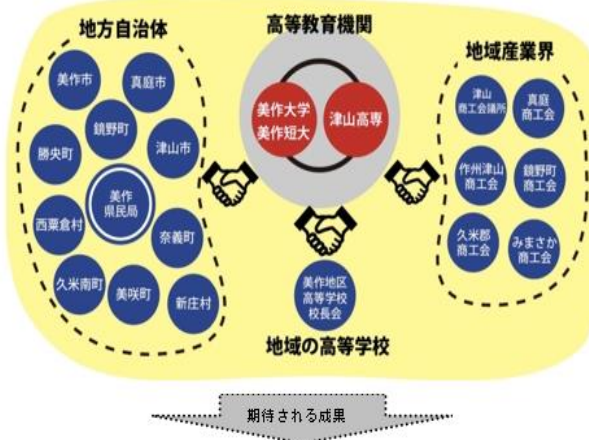 地方自治体
美作市
真庭市
鏡野町
勝央町
津山市
美作
県民局
西粟倉村
奈義町
久米南町
美咲町
新庄村
高等教育機関
美作大学
美作短大
津山高専
美作地区
高等学校
校長会
地域の高等学校
地域産業界
津山
商工会議所
真庭
商工会
作州津山
商工会
鏡野町
商工会
久米郡
商工会
みまさか
商工会
期待される成果